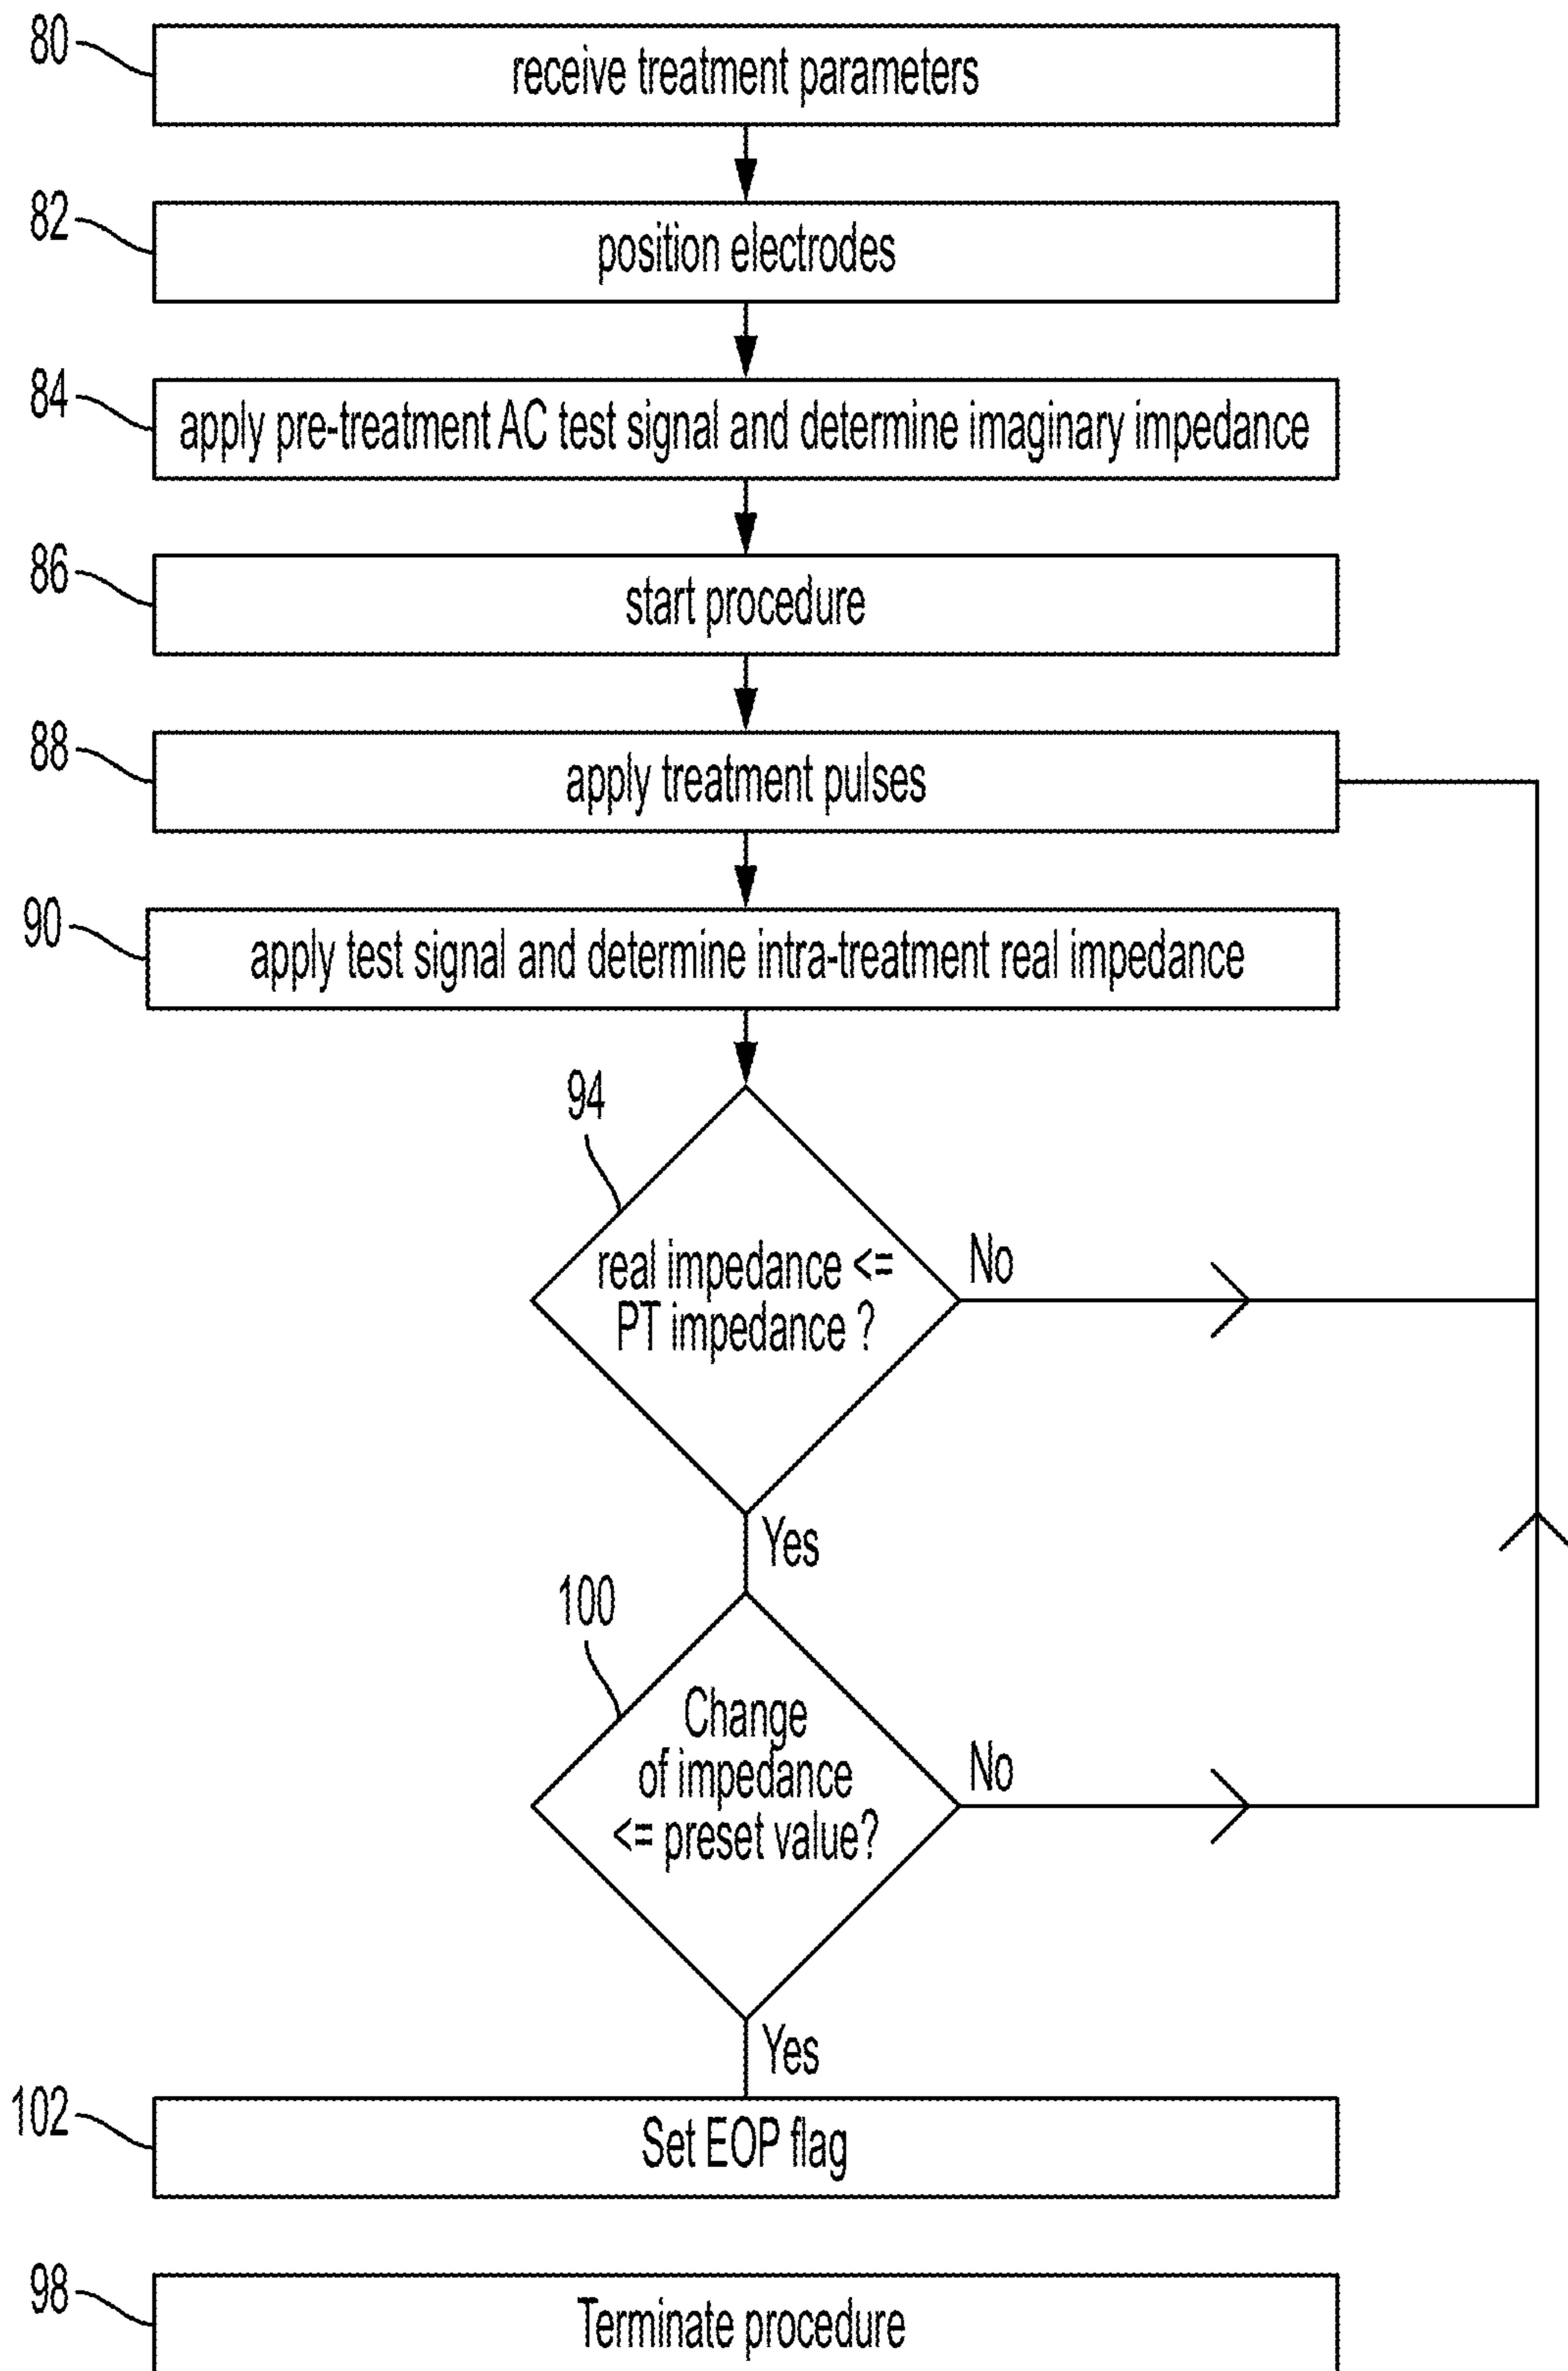 80
receive treatment parameters
82
position electrodes
84
apply pre-treatment AC test signal and determine imaginary impedance
86
start procedure
88
apply treatment pulses
90
apply test signal and determine intra-treatment real impedance
94
real impedance <=
PT impedance ?
No
Yes
100
Change
of impedance
<= preset value?
No
Yes
102
Set EOP flag
98
Terminate procedure